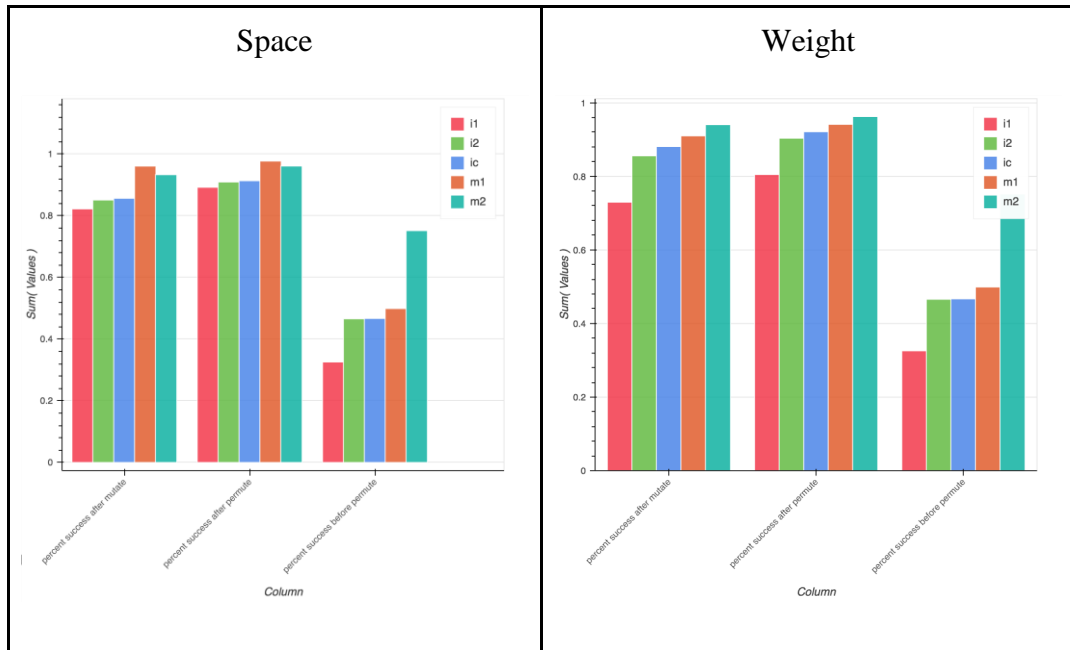 Space
Sum( Values )
1
0.8
0.6
0.4
0.2
0
i1
i2
ic
m1
m2
percent success after mutate
percent success after permute
percent success before permute
Column
Weight
Sum( Values )
1
0.8
0.6
0.4
0.2
0
i1
i2
ic
m1
m2
percent success after mutate
percent success after permute
percent success before permute
Column